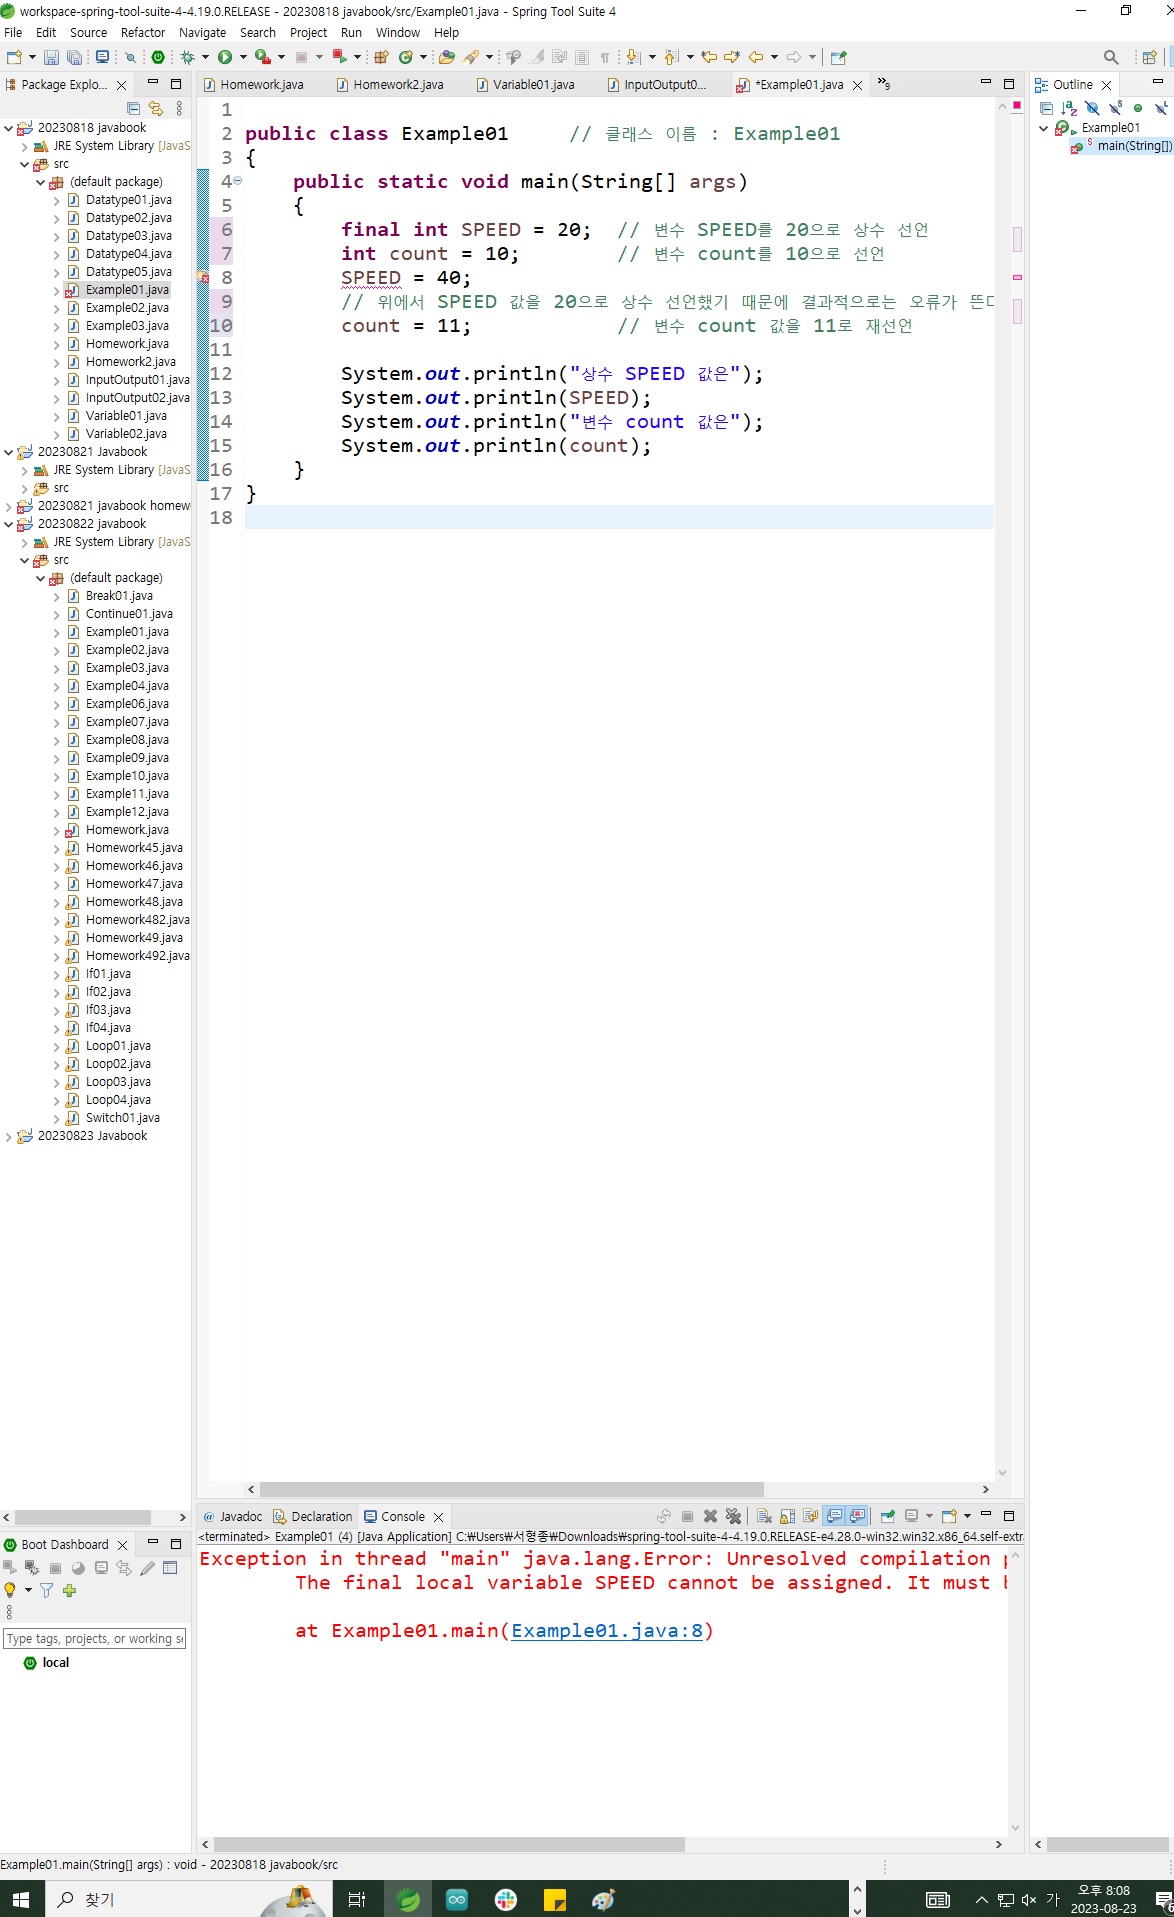 workspace-spring-tool-suite-4-4.19.0.RELEASE - 20230818 javabook/src/Example01.java - Spring Tool Suite 4
File Edit Source Refactor Navigate Search Project Run Window Help
Package Explo...
20230818 javabook
JRE System Library [JavaS
src
(default package)
Datatype01.java
Datatype02.java
Datatype03.java
Datatype04.java
Datatype05.java
Example01.java
Example02.java
Example03.java
Homework.java
Homework2.java
InputOutput01.java
InputOutput02.java
Variable01.java
Variable02.java
20230821 Javabook
JRE System Library [JavaS
src
20230821 javabook homew
20230822 javabook
JRE System Library [JavaS
src
(default package)
Break01.java
Continue01.java
Example01.java
Example02.java
Example03.java
Example04.java
Example06.java
Example07.java
Example08.java
Example09.java
Example10.java
Example11.java
Example12.java
Homework.java
Homework45.java
Homework46.java
Homework47.java
Homework48.java
Homework482.java
Homework49.java
Homework492.java
If01.java
If02.java
If03.java
If04.java
Loop01.java
Loop02.java
Loop03.java
Loop04.java
Switch01.java
20230823 Javabook
Homework.java Homework2.java Variable01.java InputOutput0... *Example01.java »9
1
2 public class Example01 // 클래스 이름 : Example01
3 {
4 public static void main(String[] args)
5 {
6 final int SPEED = 20; // 변수 SPEED를 20으로 상수 선언
7 int count = 10; // 변수 count를 10으로 선언
8 SPEED = 40;
9 // 위에서 SPEED 값을 20으로 상수 선언했기 때문에 결과적으로는 오류가 뜬다
10 count = 11; // 변수 count 값을 11로 재선언
11
12 System.out.println("상수 SPEED 값은");
13 System.out.println(SPEED);
14 System.out.println("변수 count 값은");
15 System.out.println(count);
16 }
17 }
18
Outline
Example01
main(String[])
@ Javadoc Declaration Console
<terminated> Example01 (4) [Java Application] C:₩Users₩서형종₩Downloads₩spring-tool-suite-4-4.19.0.RELEASE-e4.28.0-win32.win32.x86_64.self-extr
Exception in thread "main" java.lang.Error: Unresolved compilation p
The final local variable SPEED cannot be assigned. It must b
at Example01.main(Example01.java:8)
Boot Dashboard
Type tags, projects, or working s
local
Example01.main(String[] args) : void - 20230818 javabook/src
찾기
가
오후 8:08
2023-08-23